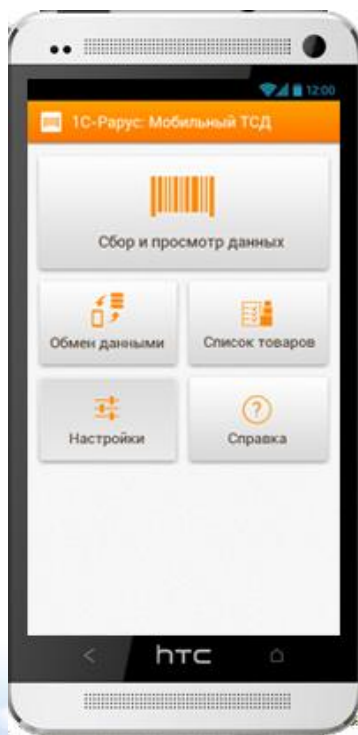 12:00
1С-Рарус: Мобильный ТСД
Сбор и просмотр данных
Обмен данными
Список товаров
Настройки
?
Справка
hTC